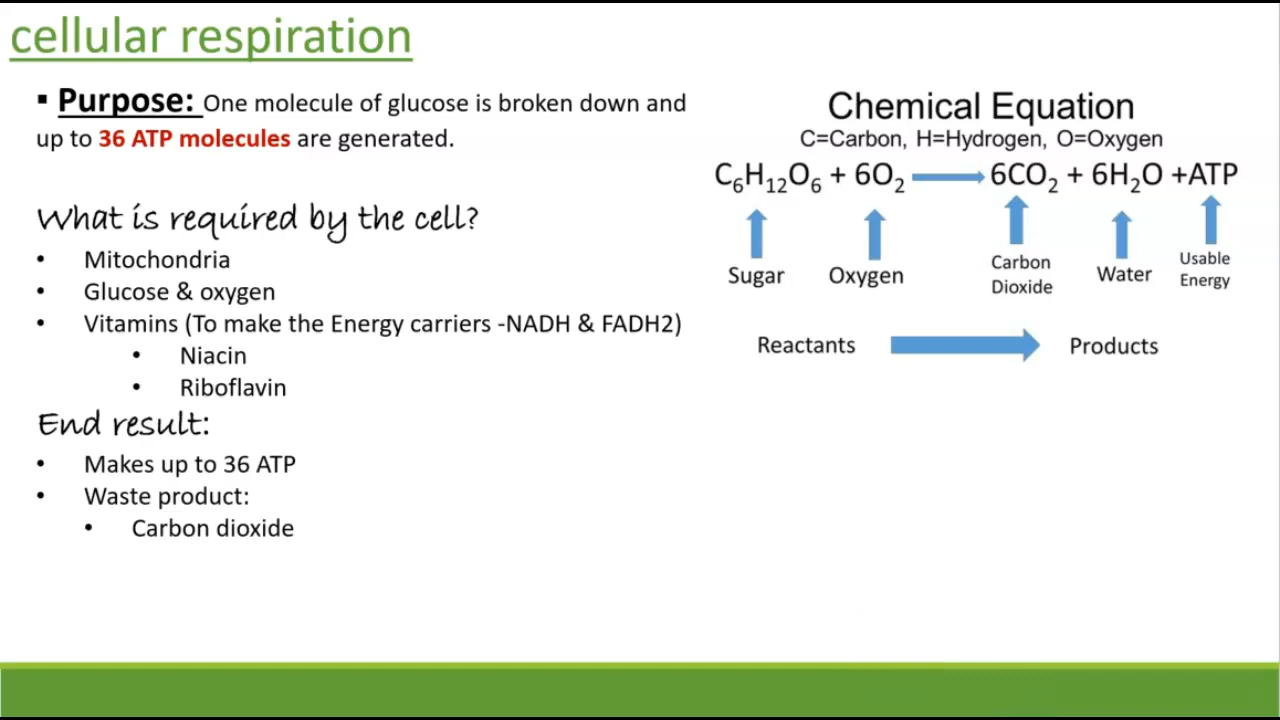 cellular respiration
▪ Purpose: One molecule of glucose is broken down and
up to 36 ATP molecules are generated.
What is required by the cell?
• Mitochondria
• Glucose & oxygen
• Vitamins (To make the Energy carriers -NADH & FADH2)
• Niacin
• Riboflavin
End result:
• Makes up to 36 ATP
• Waste product:
• Carbon dioxide
Chemical Equation
C=Carbon, H=Hydrogen, O=Oxygen
C₆H₁₂O₆ + 6O₂ → 6CO₂ + 6H₂O +ATP
Sugar Oxygen Carbon Dioxide Water Usable Energy
Reactants Products